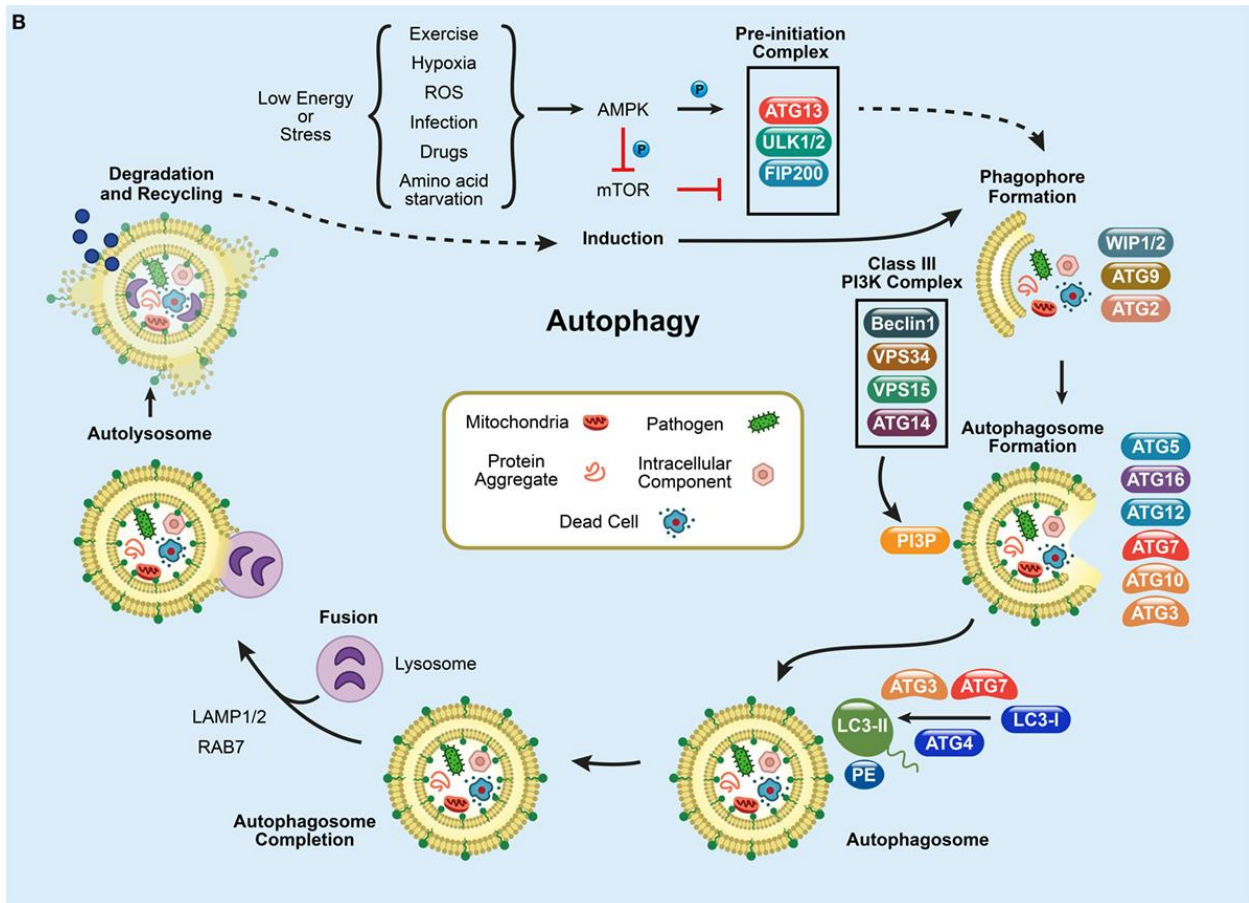 B
Low Energy
or
Stress
Exercise
Hypoxia
ROS
Infection
Drugs
Amino acid
starvation
AMPK
P
P
mTOR
Pre-initiation
Complex
ATG13
ULK1/2
FIP200
Degradation
and Recycling
Induction
Phagophore
Formation
WIP1/2
ATG9
ATG2
Class III
PI3K Complex
Beclin1
VPS34
VPS15
ATG14
Autophagy
Mitochondria
Pathogen
Protein
Aggregate
Intracellular
Component
Dead Cell
PI3P
Autophagosome
Formation
ATG5
ATG16
ATG12
ATG7
ATG10
ATG3
Autolysosome
Fusion
Lysosome
LAMP1/2
RAB7
ATG3
ATG7
LC3-II
LC3-I
ATG4
PE
Autophagosome
Completion
Autophagosome